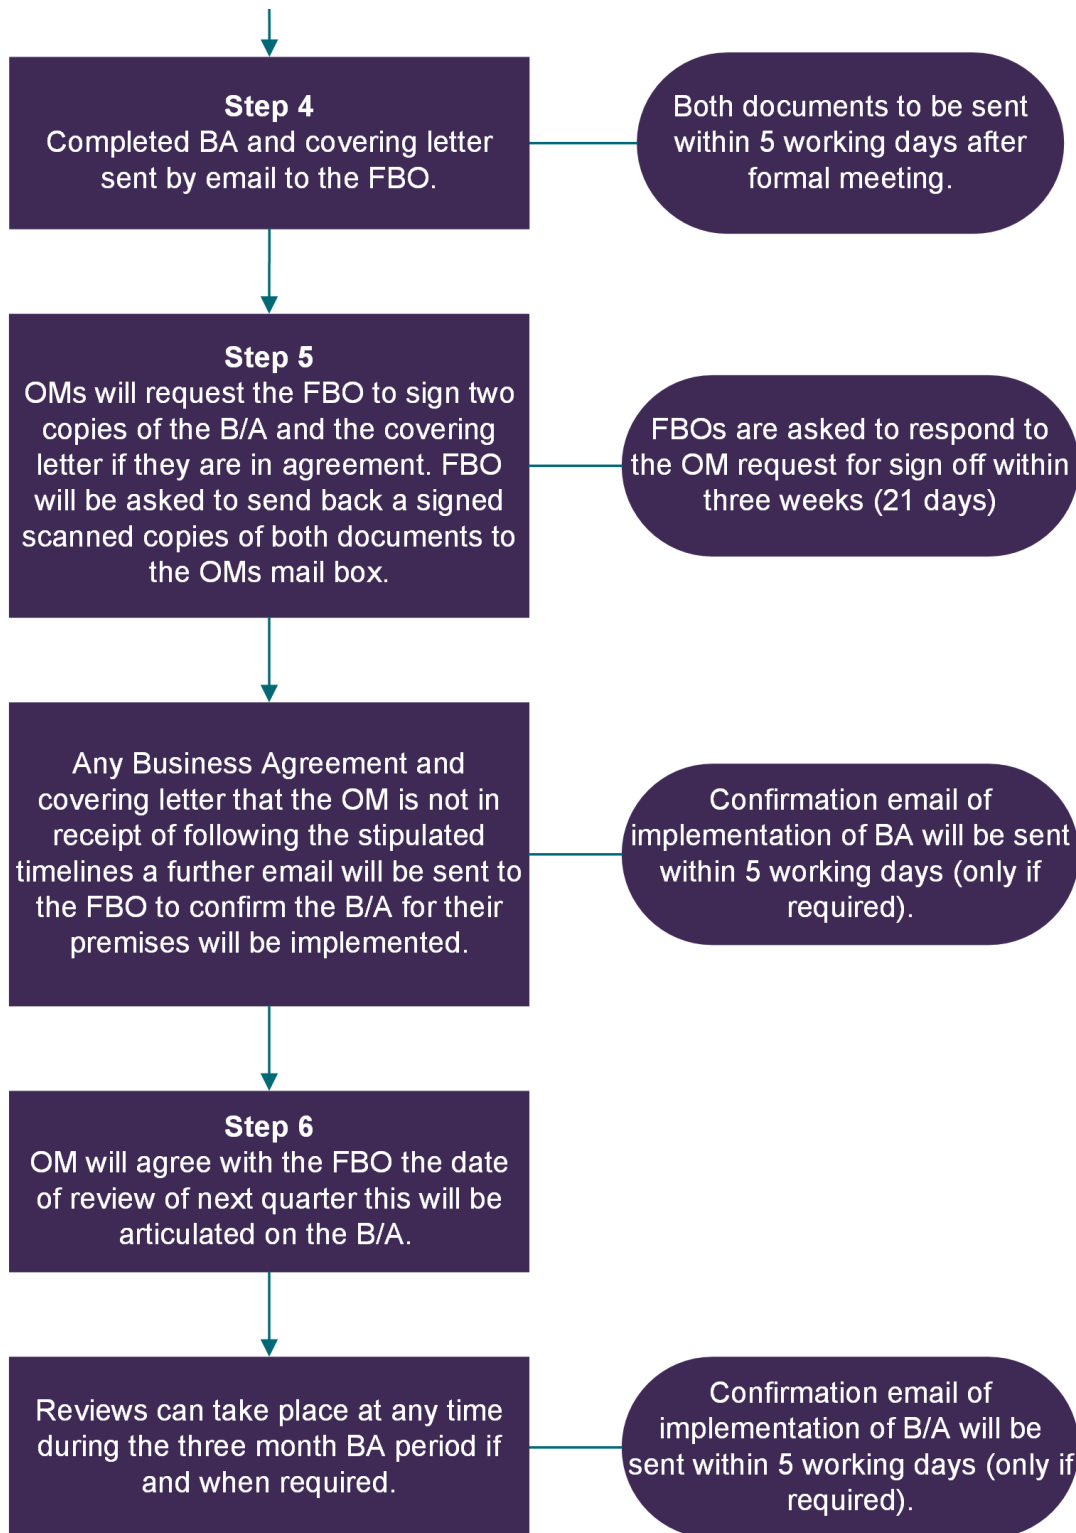 Step 4
Completed BA and covering letter
sent by email to the FBO.
Both documents to be sent
within 5 working days after
formal meeting.
Step 5
OMs will request the FBO to sign two
copies of the B/A and the covering
letter if they are in agreement. FBO
will be asked to send back a signed
scanned copies of both documents to
the OMs mail box.
FBOs are asked to respond to
the OM request for sign off within
three weeks (21 days)
Any Business Agreement and
covering letter that the OM is not in
receipt of following the stipulated
timelines a further email will be sent to
the FBO to confirm the B/A for their
premises will be implemented.
Confirmation email of
implementation of BA will be sent
within 5 working days (only if
required).
Step 6
OM will agree with the FBO the date
of review of next quarter this will be
articulated on the B/A.
Reviews can take place at any time
during the three month BA period if
and when required.
Confirmation email of
implementation of B/A will be
sent within 5 working days (only if
required).